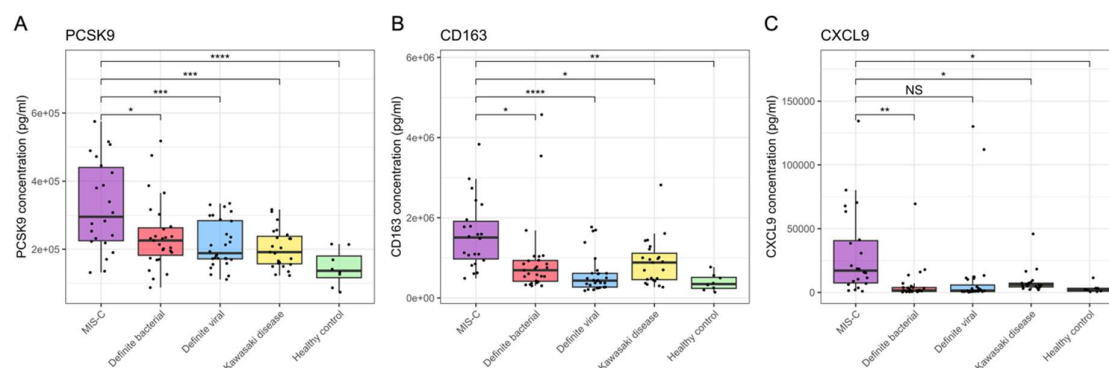 A
PCSK9
****
***
***
*
PCSK9 concentration (pg/ml)
6e+05
4e+05
2e+05
MIS-C
Definite bacterial
Definite viral
Kawasaki disease
Healthy control
B
CD163
**
*
****
*
CD163 concentration (pg/ml)
6e+06
4e+06
2e+06
0e+00
MIS-C
Definite bacterial
Definite viral
Kawasaki disease
Healthy control
C
CXCL9
*
*
NS
**
CXCL9 concentration (pg/ml)
150000
100000
50000
0
MIS-C
Definite bacterial
Definite viral
Kawasaki disease
Healthy control